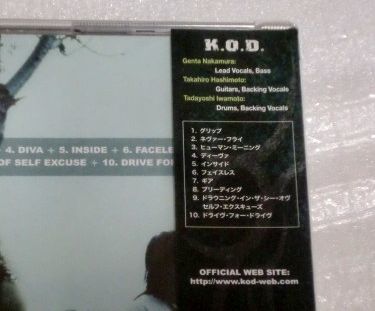 K.O.D.
Genta Nakamura:
Lead Vocals, Bass
Takahiro Hashimoto:
Guitars, Backing Vocals
Tadayoshi Iwamoto:
Drums, Backing Vocals
+ 4. DIVA + 5. INSIDE + 6. FACELE
OF SELF EXCUSE + 10. DRIVE FOR
1. グリップ
2. ネヴァー・フライ
3. ヒューマン・ミーニング
4. ディーヴァ
5. インサイド
6. フェイスレス
7. ギア
8. ブリーディング
9. ドラウニング・イン・ザ・シー・オヴ
セルフ・エクスキューズ
10. ドライヴ・フォー・ドライヴ
OFFICIAL WEB SITE:
http://www.kod-web.com